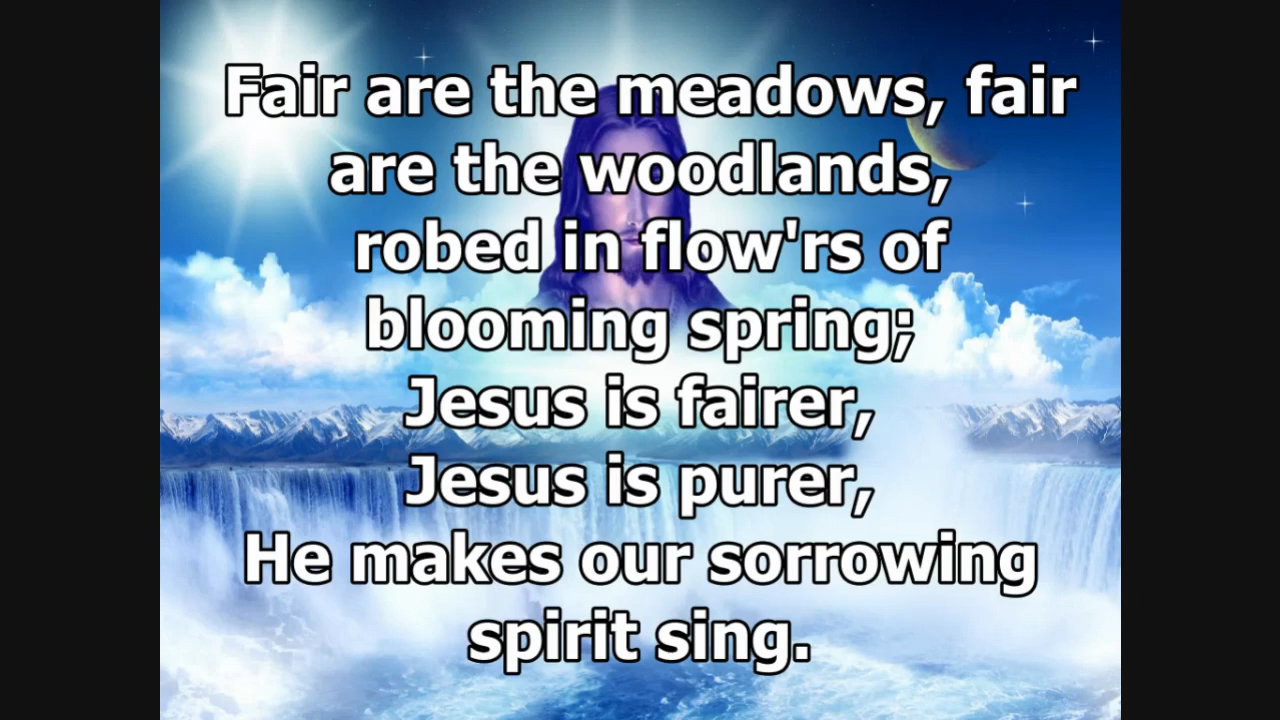 Fair are the meadows, fair
are the woodlands,
robed in flow'rs of
blooming spring;
Jesus is fairer,
Jesus is purer,
He makes our sorrowing
spirit sing.